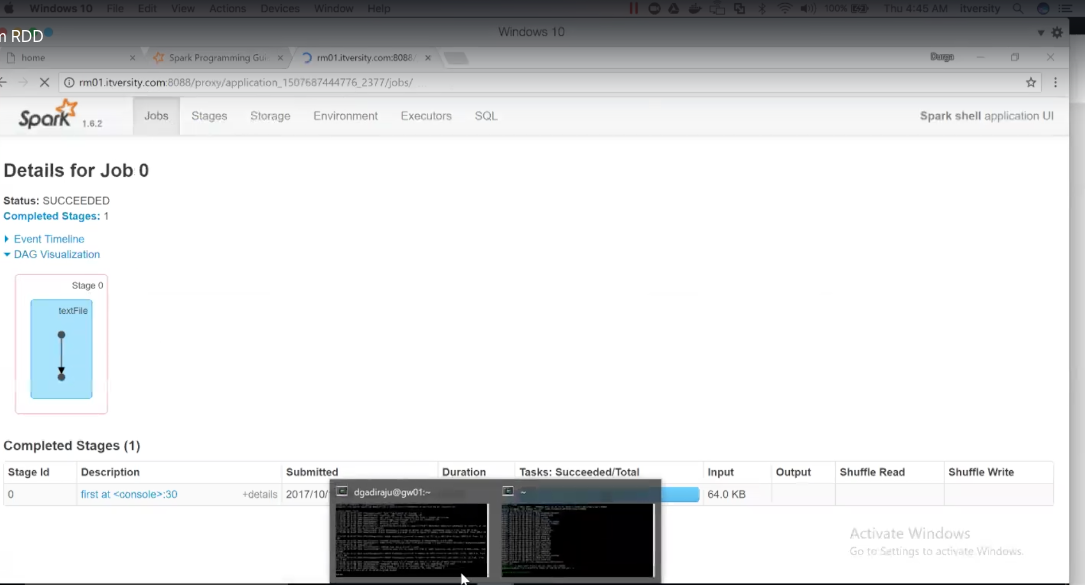 Windows 10 File Edit View Actions Devices Window Help 100% Thu 4:45 AM itversity
Windows 10
n RDD
home Spark Programming Gui rm01.itversity.com:8088/ Durga
rm01.itversity.com:8088/proxy/application_1507687444776_2377/jobs/
Spark 1.6.2 Jobs Stages Storage Environment Executors SQL Spark shell application UI
Details for Job 0
Status: SUCCEEDED
Completed Stages: 1
Event Timeline
DAG Visualization
Stage 0
textFile
Completed Stages (1)
Stage Id Description Submitted Duration Tasks: Succeeded/Total Input Output Shuffle Read Shuffle Write
0 first at <console>:30 +details 2017/10/ 64.0 KB
dgadiraju@gw01:~ ~
Activate Windows
Go to Settings to activate Windows.